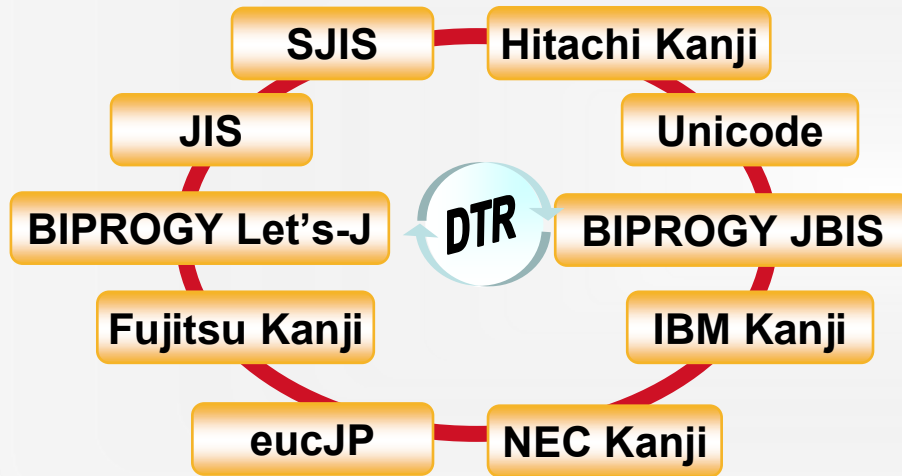 SJIS
Hitachi Kanji
JIS
Unicode
BIPROGY Let’s-J
DTR
BIPROGY JBIS
Fujitsu Kanji
IBM Kanji
eucJP
NEC Kanji